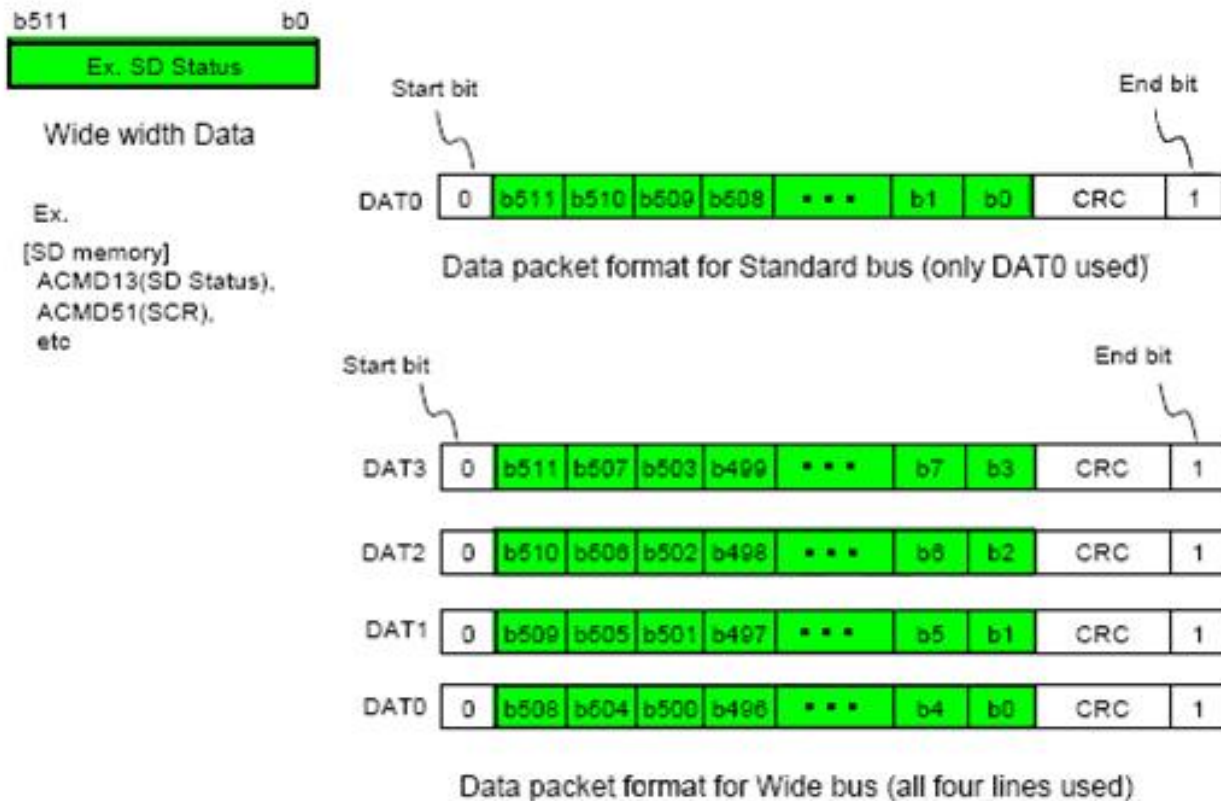 b511 b0
Ex. SD Status
Wide width Data
Ex.
[SD memory]
ACMD13(SD Status),
ACMD51(SCR),
etc
Start bit End bit
DAT0 0 b511 b510 b509 b508 ▪ ▪ ▪ b1 b0 CRC 1
Data packet format for Standard bus (only DAT0 used)
Start bit End bit
DAT3 0 b511 b507 b503 b499 ▪ ▪ ▪ b7 b3 CRC 1
DAT2 0 b510 b506 b502 b498 ▪ ▪ ▪ b6 b2 CRC 1
DAT1 0 b509 b505 b501 b497 ▪ ▪ ▪ b5 b1 CRC 1
DAT0 0 b508 b504 b500 b496 ▪ ▪ ▪ b4 b0 CRC 1
Data packet format for Wide bus (all four lines used)